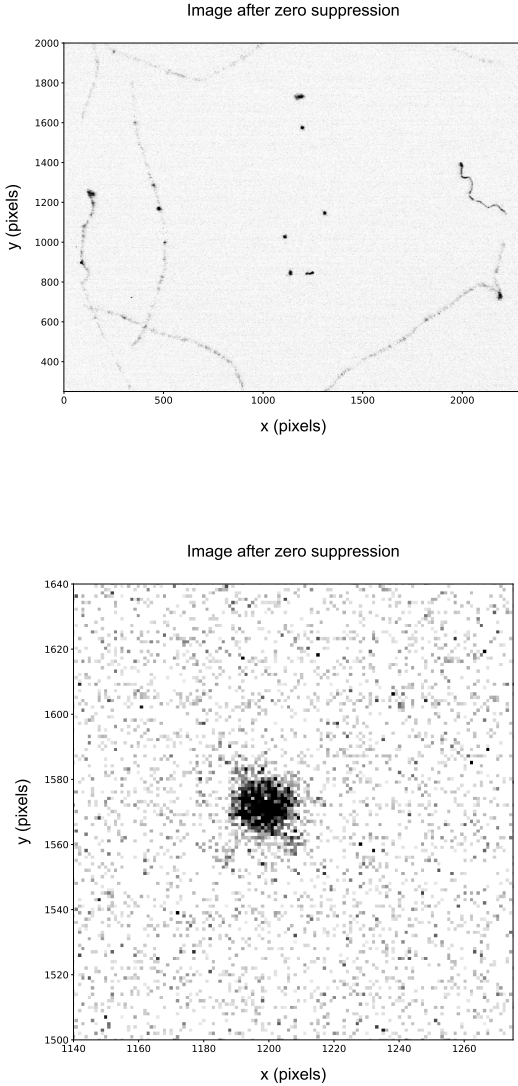 Image after zero suppression
2000
1800
1600
1400
1200
1000
800
600
400
0 500 1000 1500 2000
y (pixels)
x (pixels)
Image after zero suppression
1640
1620
1600
1580
1560
1540
1520
1500
1140 1160 1180 1200 1220 1240 1260
y (pixels)
x (pixels)